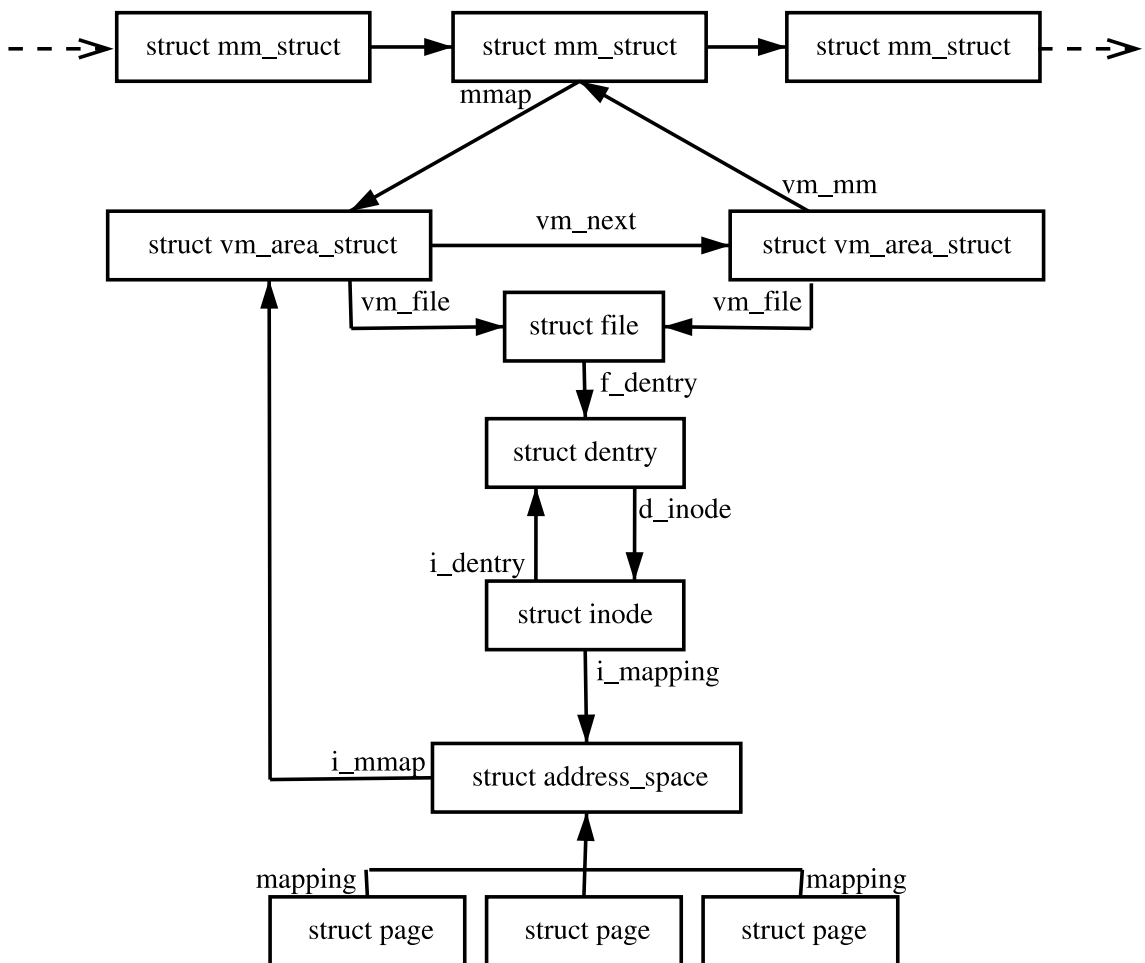 struct mm_struct
struct mm_struct
struct mm_struct
mmap
vm_mm
struct vm_area_struct
vm_next
struct vm_area_struct
vm_file
struct file
vm_file
f_dentry
struct dentry
d_inode
i_dentry
struct inode
i_mapping
i_mmap
struct address_space
mapping
mapping
struct page
struct page
struct page